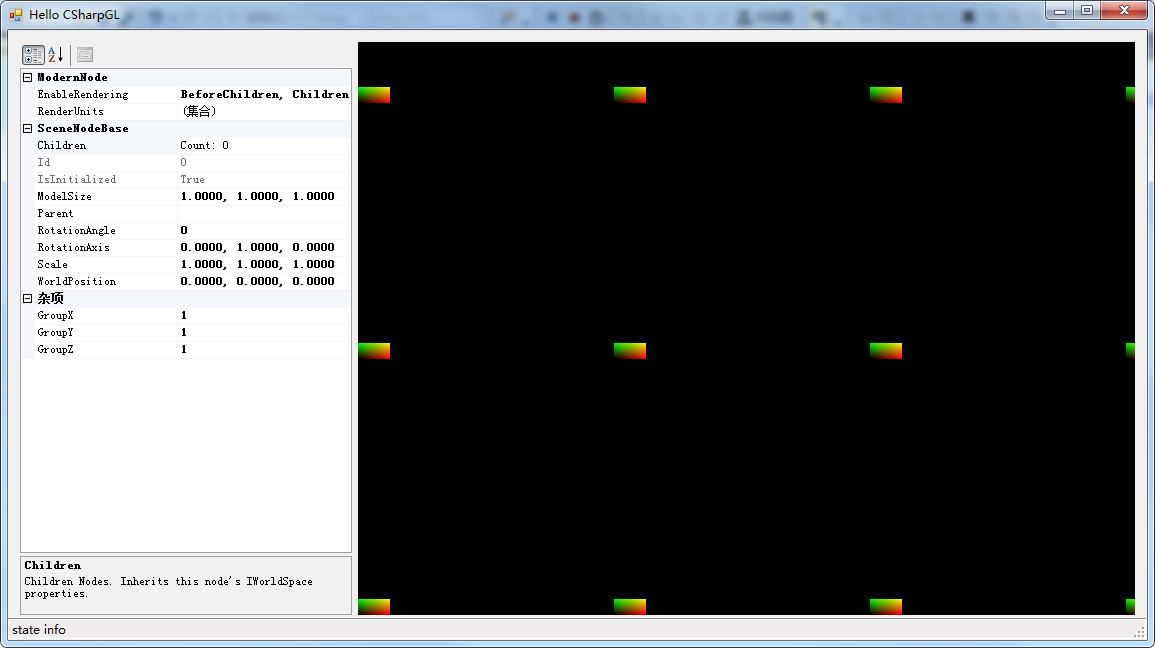 Hello CSharpGL
ModernNode
EnableRendering BeforeChildren, Children
RenderUnits (集合)
SceneNodeBase
Children Count: 0
Id 0
IsInitialized True
ModelSize 1.0000, 1.0000, 1.0000
Parent
RotationAngle 0
RotationAxis 0.0000, 1.0000, 0.0000
Scale 1.0000, 1.0000, 1.0000
WorldPosition 0.0000, 0.0000, 0.0000
杂项
GroupX 1
GroupY 1
GroupZ 1
Children
Children Nodes. Inherits this node's IWorldSpace
properties.
state info